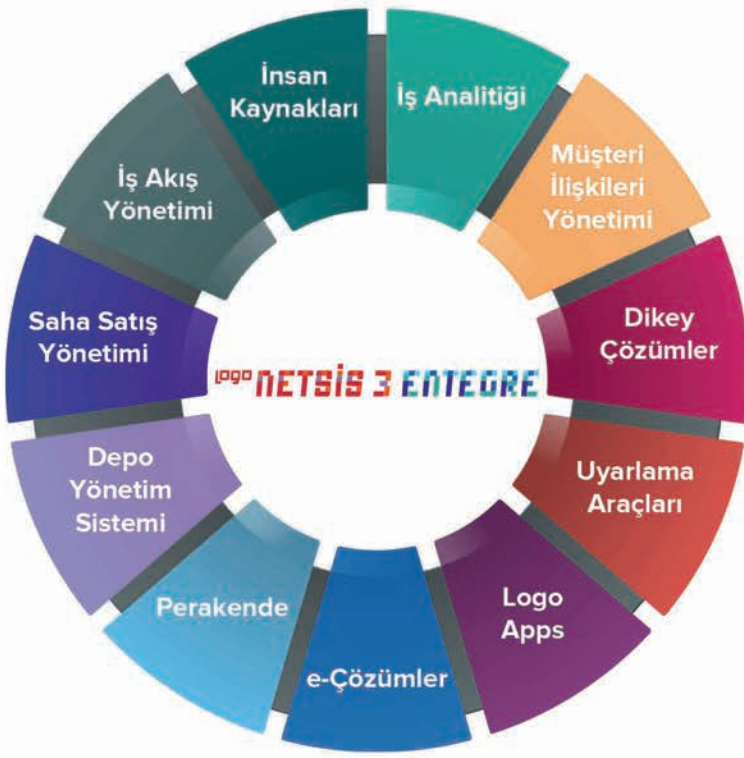 İnsan
Kaynakları
İş Analitiği
Müşteri
İlişkileri
Yönetimi
Dikey
Çözümler
Uyarlama
Araçları
Logo
Apps
e-Çözümler
Perakende
Depo
Yönetim
Sistemi
Saha Satış
Yönetimi
İş Akış
Yönetimi
LOGO NETSİS 3 ENTEGRE